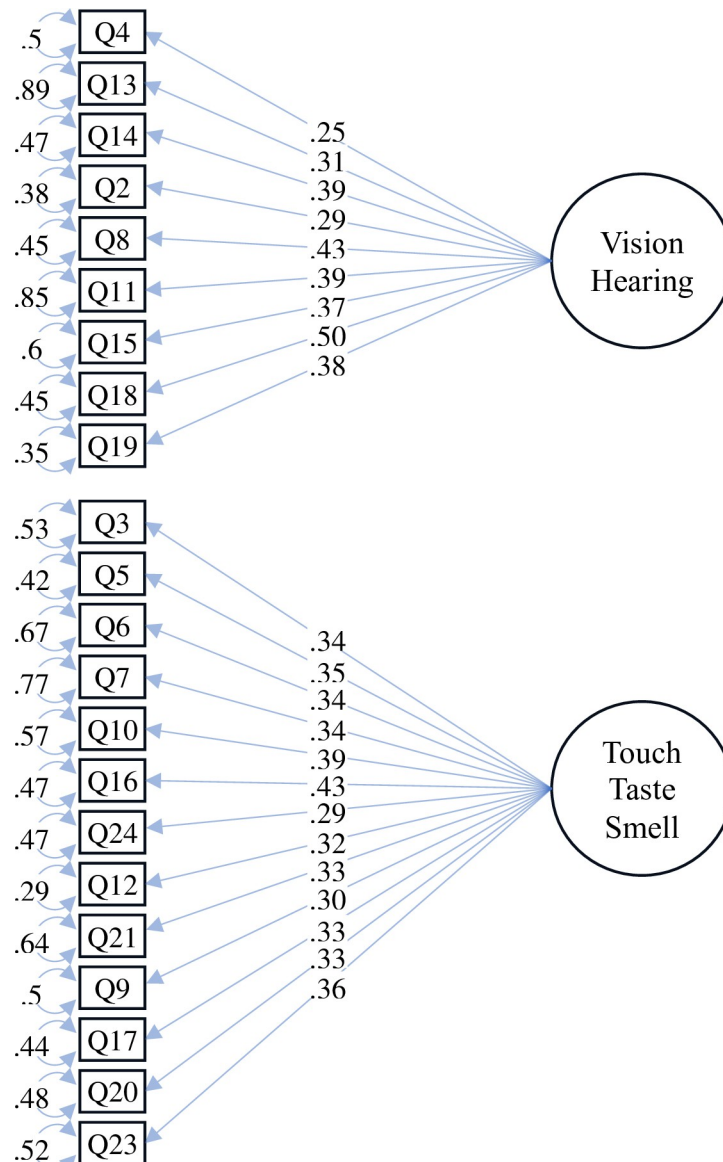 .5 Q4
.89 Q13
.47 Q14
.38 Q2
.45 Q8
.85 Q11
.6 Q15
.45 Q18
.35 Q19
.25
.31
.39
.29
.43
.39
.37
.50
.38
Vision
Hearing
.53 Q3
.42 Q5
.67 Q6
.77 Q7
.57 Q10
.47 Q16
.47 Q24
.29 Q12
.64 Q21
.5 Q9
.44 Q17
.48 Q20
.52 Q23
.34
.35
.34
.34
.39
.43
.29
.32
.33
.30
.33
.33
.36
Touch
Taste
Smell